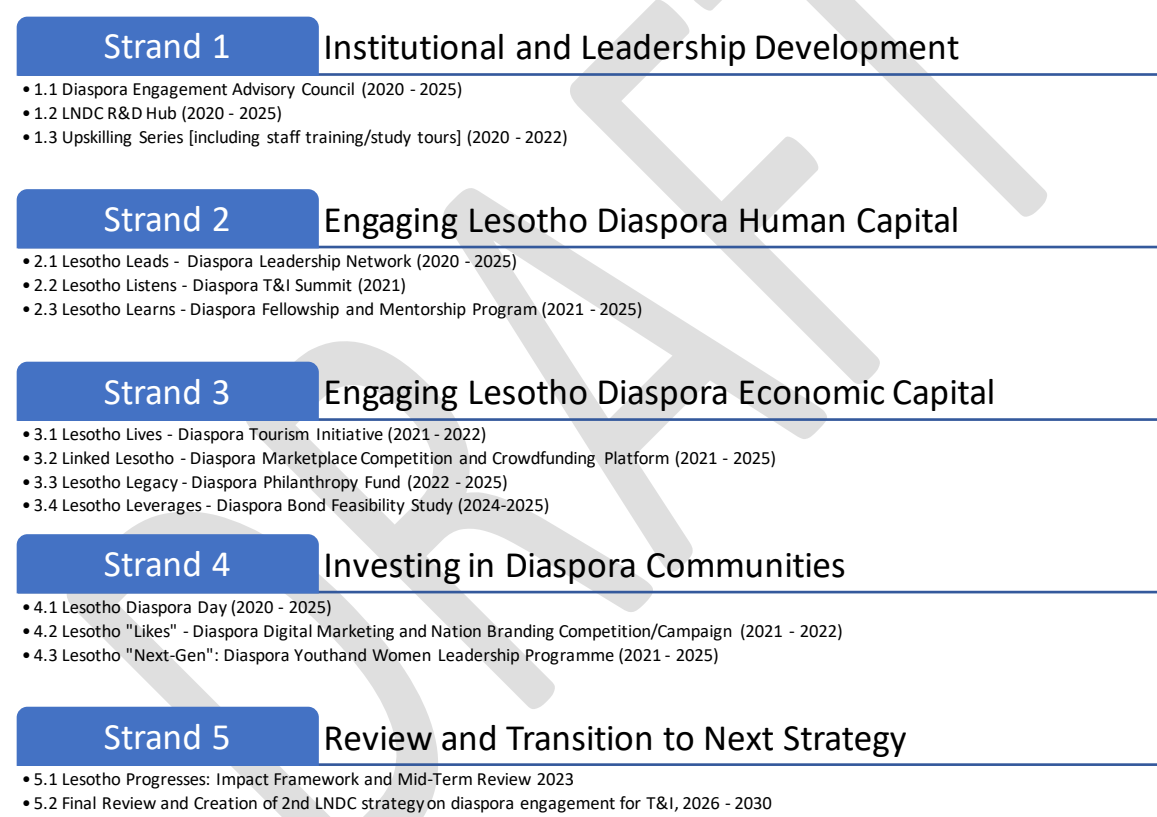 Strand 1 Institutional and Leadership Development
• 1.1 Diaspora Engagement Advisory Council (2020 - 2025)
• 1.2 LNDC R&D Hub (2020 - 2025)
• 1.3 Upskilling Series [including staff training/study tours] (2020 - 2022)
Strand 2 Engaging Lesotho Diaspora Human Capital
• 2.1 Lesotho Leads - Diaspora Leadership Network (2020 - 2025)
• 2.2 Lesotho Listens - Diaspora T&I Summit (2021)
• 2.3 Lesotho Learns - Diaspora Fellowship and Mentorship Program (2021 - 2025)
Strand 3 Engaging Lesotho Diaspora Economic Capital
• 3.1 Lesotho Lives - Diaspora Tourism Initiative (2021 - 2022)
• 3.2 Linked Lesotho - Diaspora Marketplace Competition and Crowdfunding Platform (2021 - 2025)
• 3.3 Lesotho Legacy - Diaspora Philanthropy Fund (2022 - 2025)
• 3.4 Lesotho Leverages - Diaspora Bond Feasibility Study (2024-2025)
Strand 4 Investing in Diaspora Communities
• 4.1 Lesotho Diaspora Day (2020 - 2025)
• 4.2 Lesotho "Likes" - Diaspora Digital Marketing and Nation Branding Competition/Campaign (2021 - 2022)
• 4.3 Lesotho "Next-Gen": Diaspora Youthand Women Leadership Programme (2021 - 2025)
Strand 5 Review and Transition to Next Strategy
• 5.1 Lesotho Progresses: Impact Framework and Mid-Term Review 2023
• 5.2 Final Review and Creation of 2nd LNDC strategy on diaspora engagement for T&I, 2026 - 2030
DRAFT